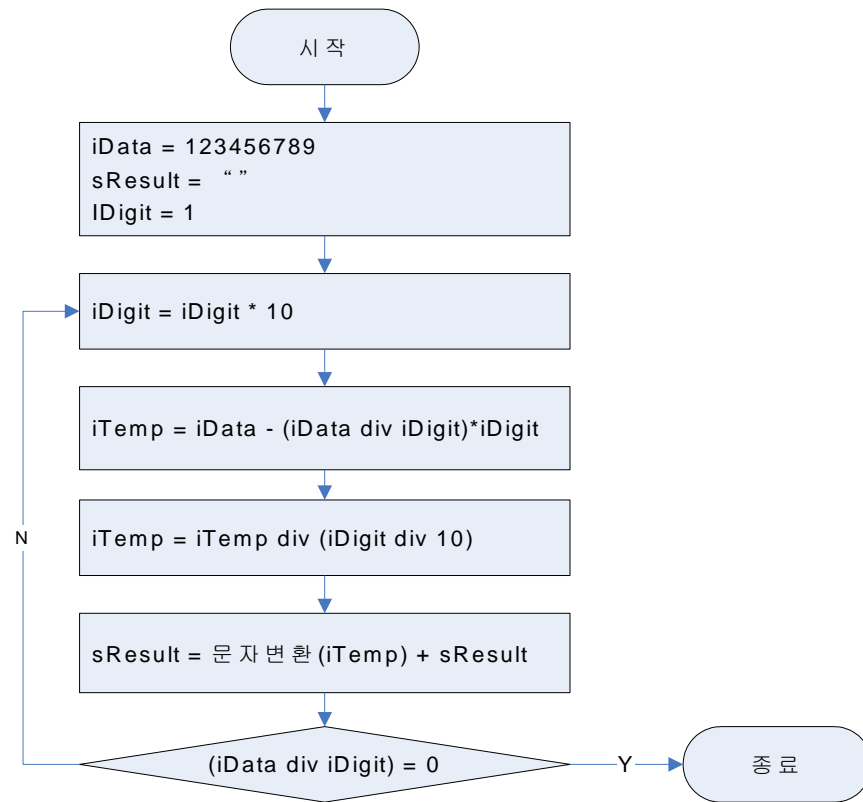 시작
iData = 123456789
sResult = “ ”
IDigit = 1
iDigit = iDigit * 10
iTemp = iData - (iData div iDigit)*iDigit
iTemp = iTemp div (iDigit div 10)
N
sResult = 문자변환(iTemp) + sResult
(iData div iDigit) = 0
Y
종료